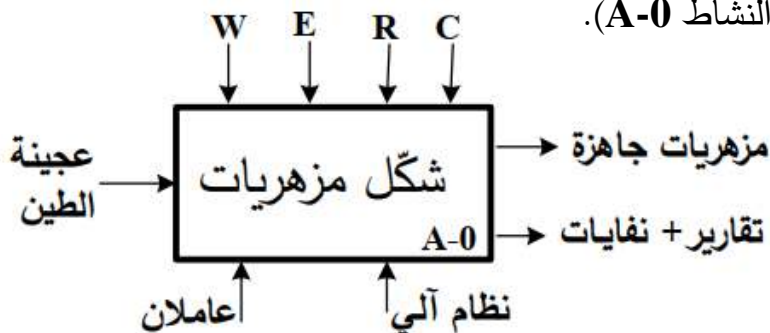 النشاط A-0).
W E R C
عجينة
الطين
شكّل مزهريات
A-0
مزهريات جاهزة
تقارير + نفايات
عاملان
نظام آلي